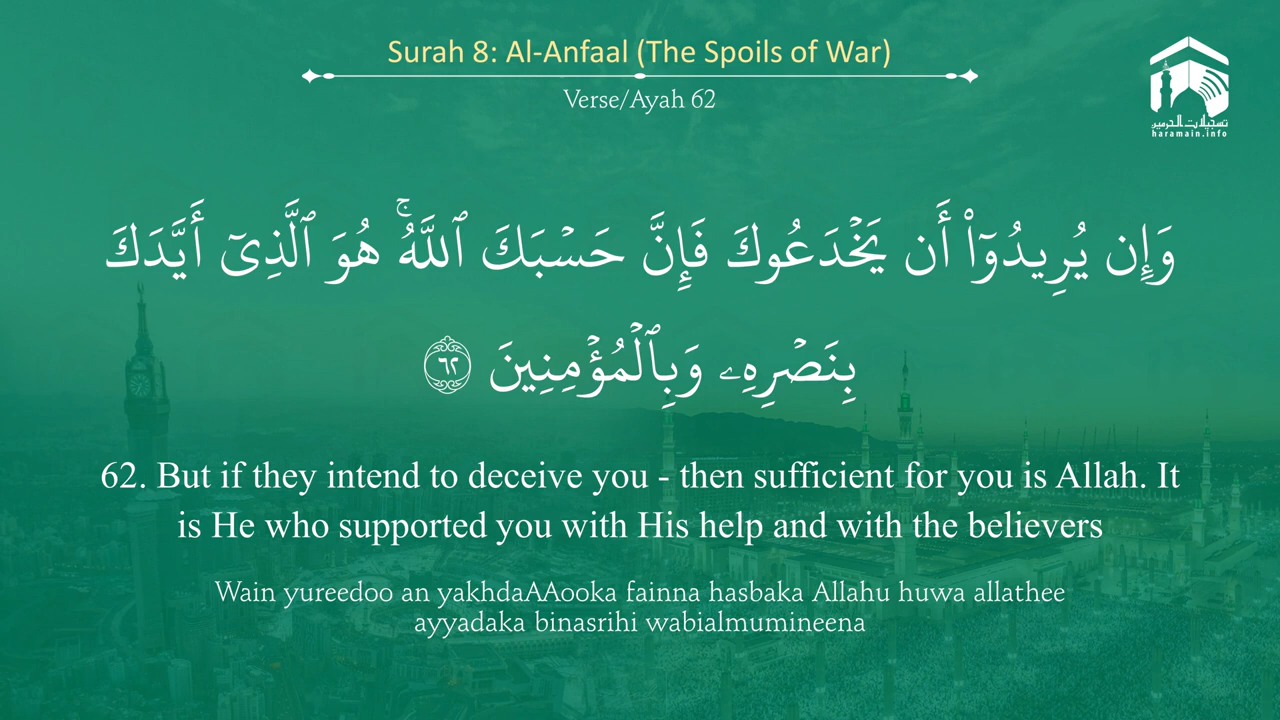 Surah 8: Al-Anfaal (The Spoils of War)
Verse/Ayah 62
تسجيلات الحرمين
haramain.info
وَإِن يُرِيدُوٓا۟ أَن يَخْدَعُوكَ فَإِنَّ حَسْبَكَ ٱللَّهُ ۚ هُوَ ٱلَّذِىٓ أَيَّدَكَ
بِنَصْرِهِۦ وَبِٱلْمُؤْمِنِينَ ٦٢
62. But if they intend to deceive you - then sufficient for you is Allah. It
is He who supported you with His help and with the believers
Wain yureedoo an yakhdaAAooka fainna hasbaka Allahu huwa allathee
ayyadaka binasrihi wabialmumineena